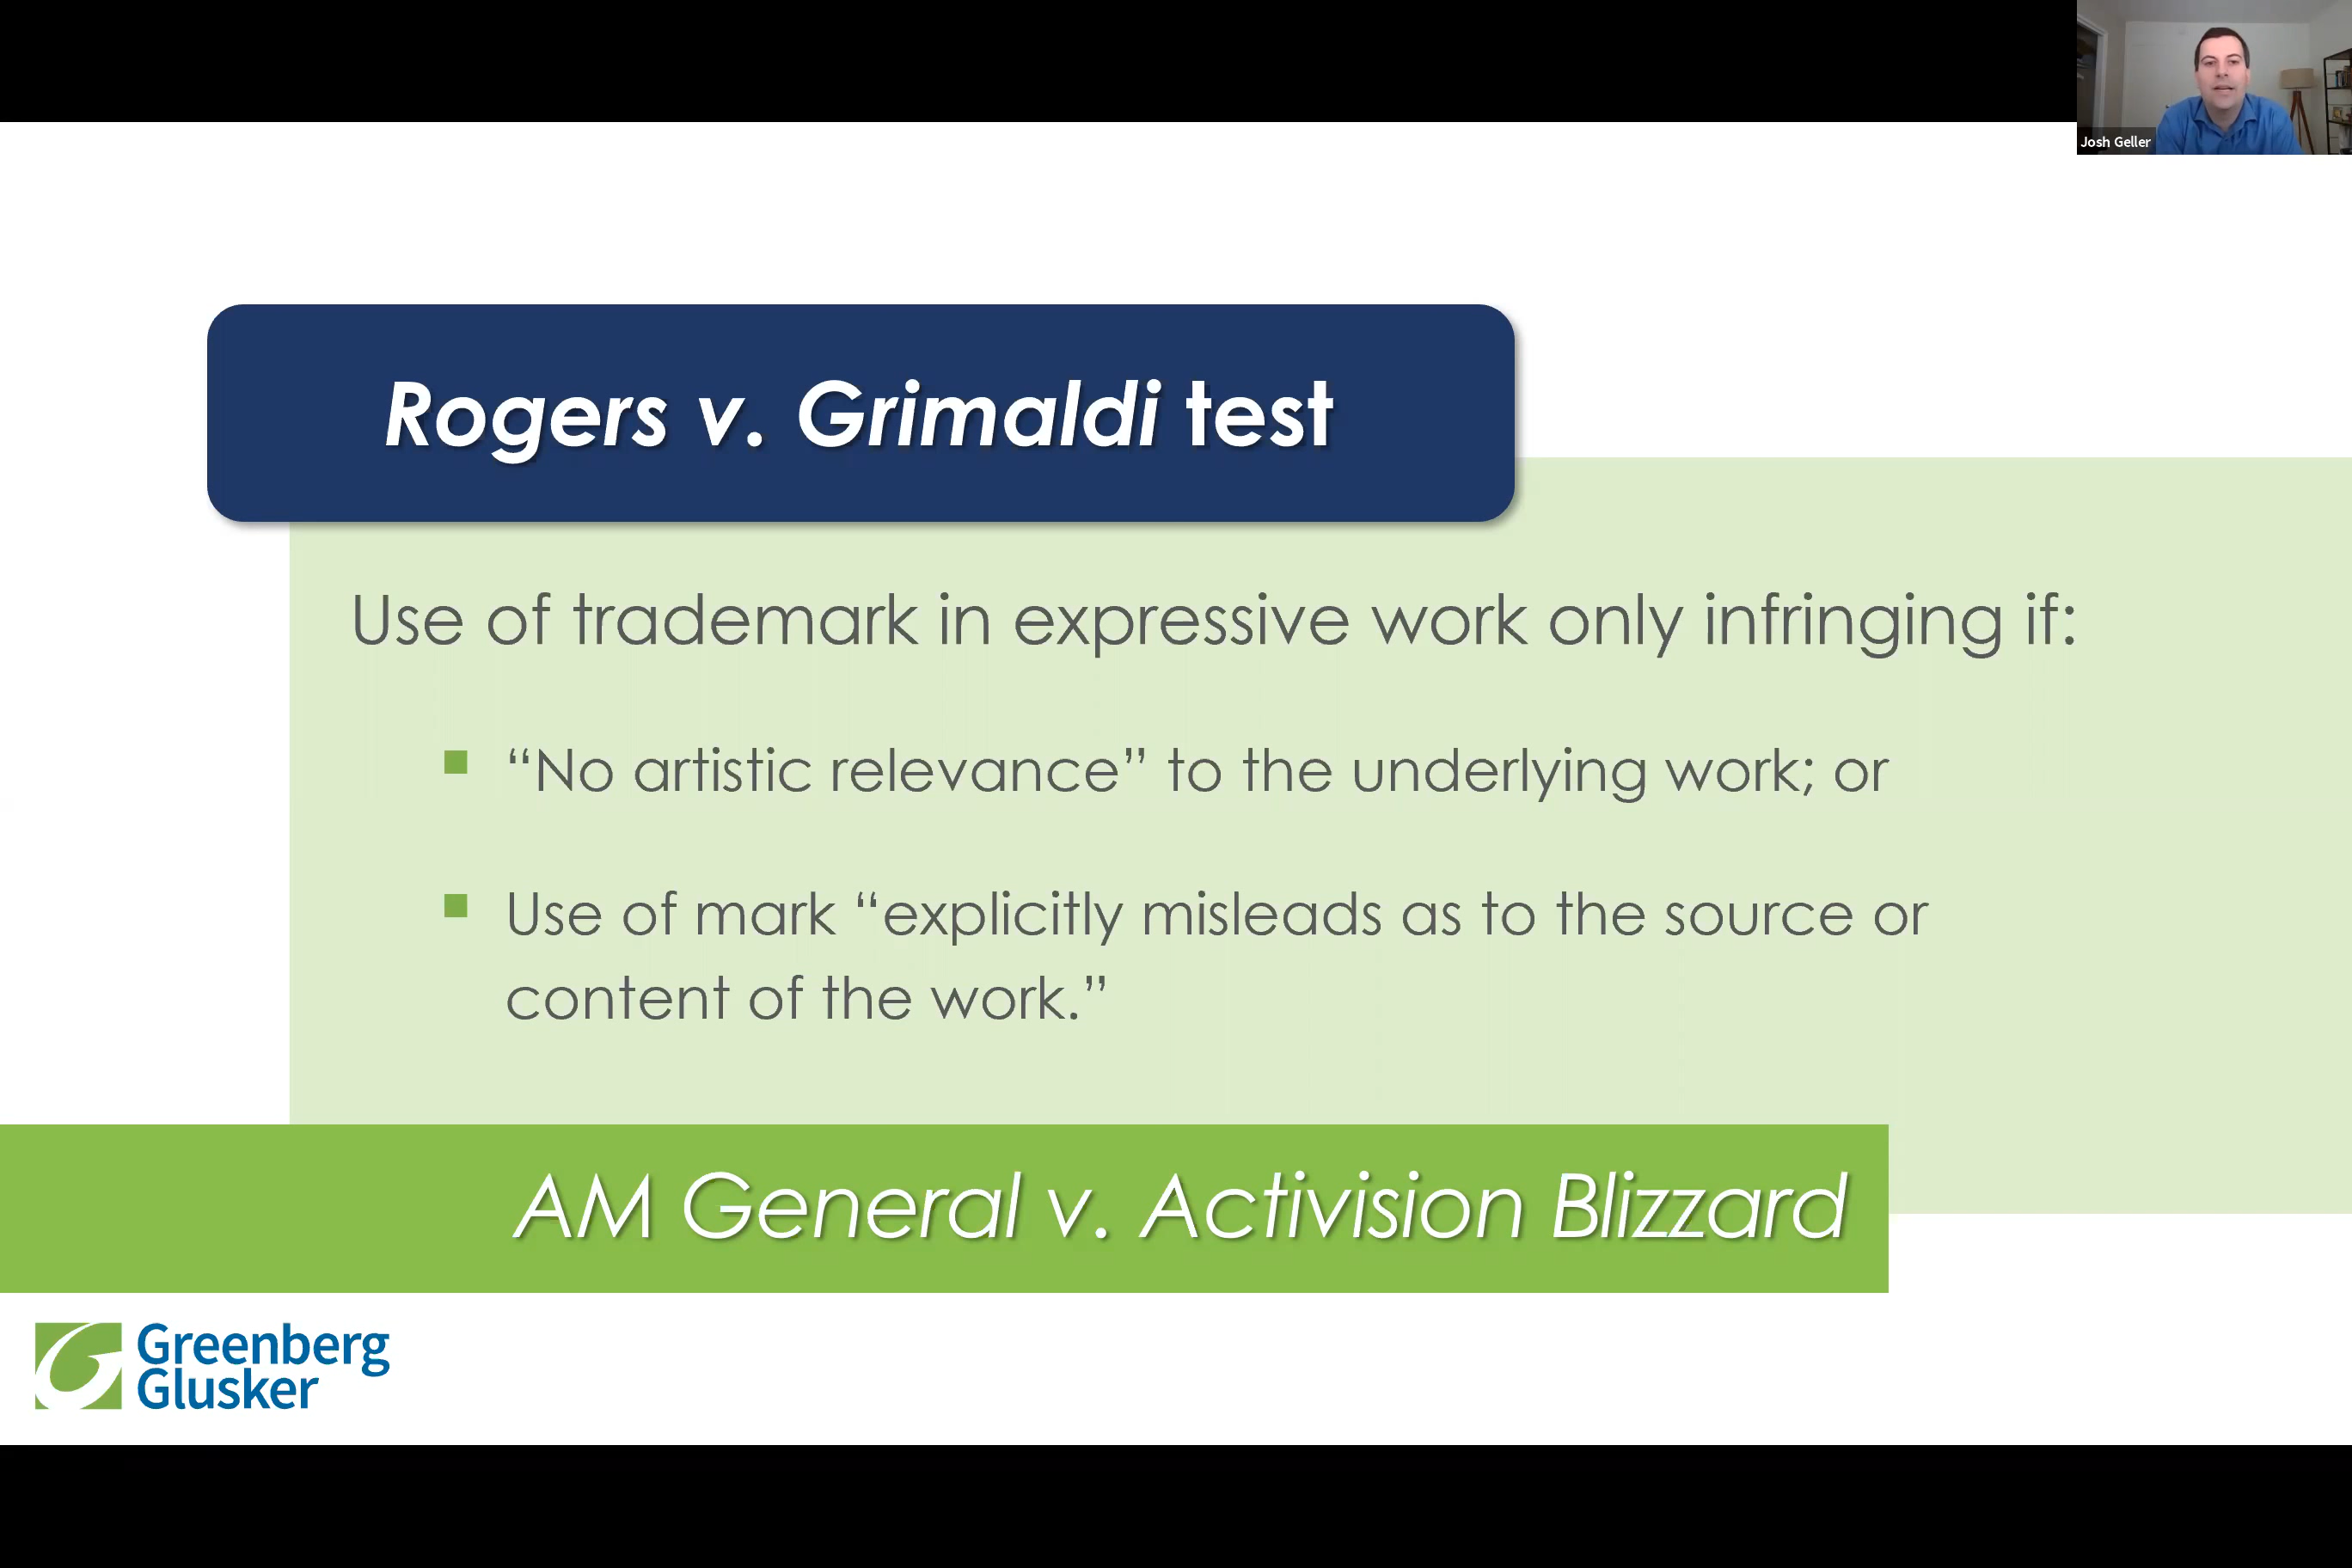 Josh Geller
Rogers v. Grimaldi test
Use of trademark in expressive work only infringing if:
“No artistic relevance” to the underlying work; or
Use of mark “explicitly misleads as to the source or
content of the work.”
AM General v. Activision Blizzard
Greenberg
Glusker